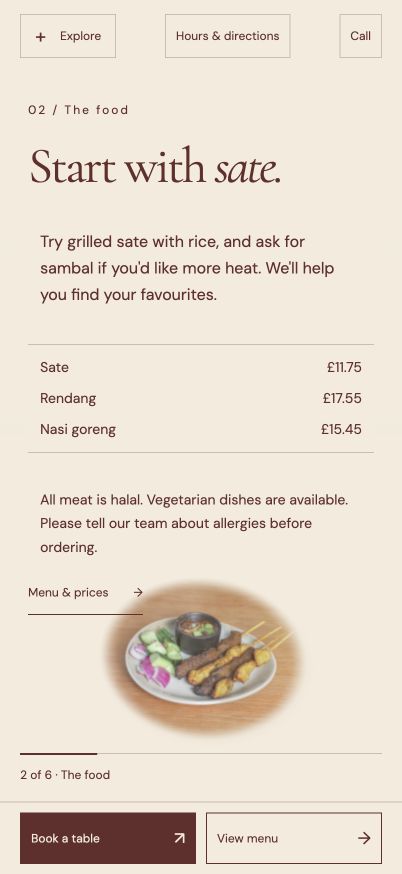 + Explore
Hours & directions
Call
02 / The food
Start with sate.
Try grilled sate with rice, and ask for
sambal if you'd like more heat. We'll help
you find your favourites.
Sate £11.75
Rendang £17.55
Nasi goreng £15.45
All meat is halal. Vegetarian dishes are available.
Please tell our team about allergies before
ordering.
Menu & prices →
2 of 6 · The food
Book a table ↗
View menu →